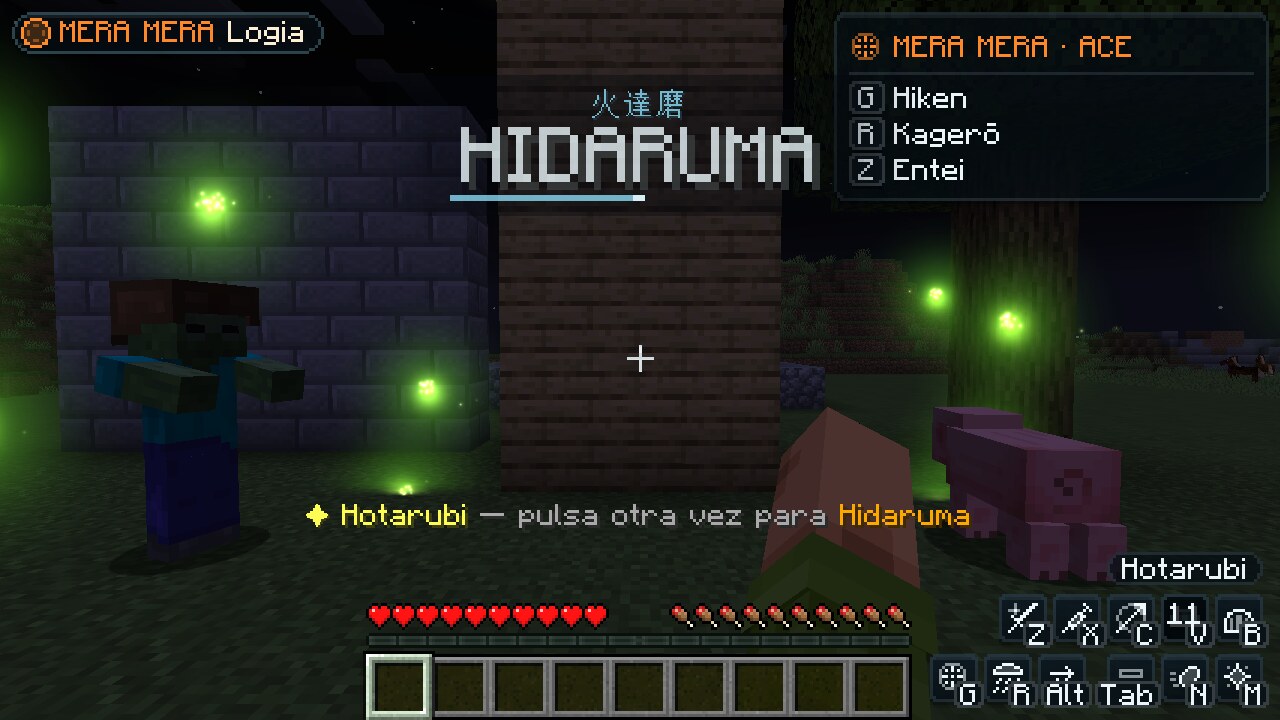 MERA MERA Logia
MERA MERA · ACE
G Hiken
R Kagerō
Z Entei
火達磨
HIDARUMA
✦ Hotarubi — pulsa otra vez para Hidaruma
Hotarubi
Z X C 11 V B
G R Alt Tab N M